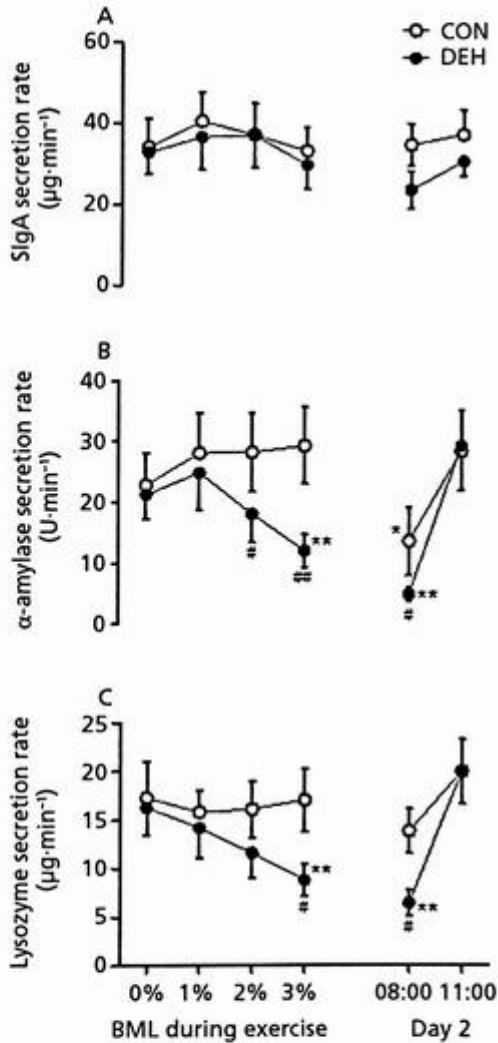 A
CON
DEH
SIgA secretion rate
(µg·min⁻¹)
60
40
20
0
B
α-amylase secretion rate
(U·min⁻¹)
40
30
20
10
0
#
## **
*
**
#
C
Lysozyme secretion rate
(µg·min⁻¹)
25
20
15
10
5
0
**
#
**
#
0% 1% 2% 3% 08:00 11:00
BML during exercise Day 2